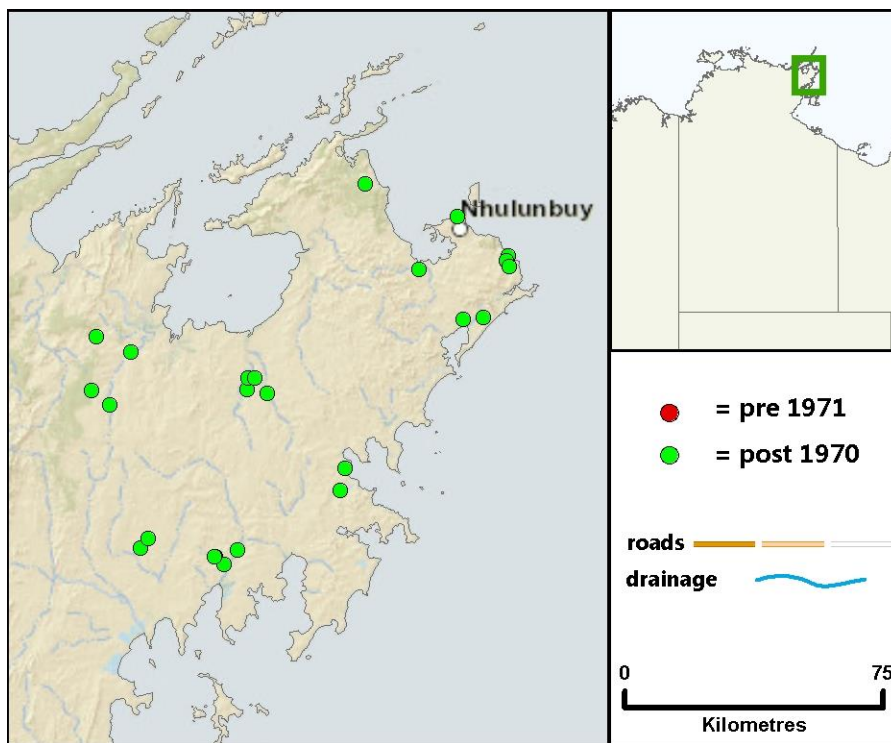 Nhulunbuy
= pre 1971
= post 1970
roads
drainage
0 75
Kilometres